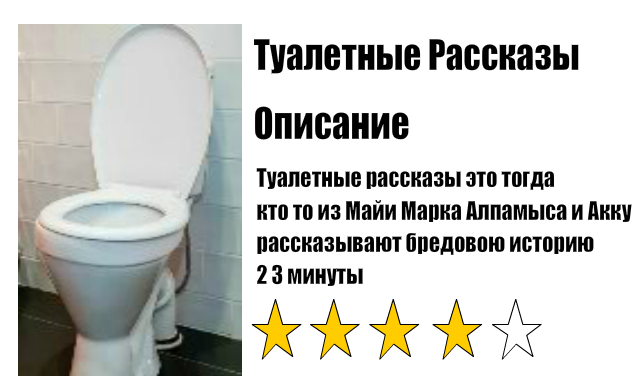 Туалетные Рассказы
Описание
Туалетные рассказы это тогда
кто то из Майи Марка Алпамыса и Акку
рассказывают бредовою историю
2 3 минуты